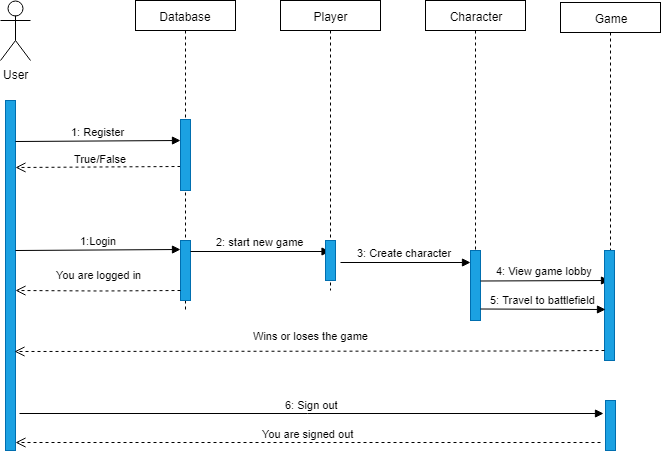 Database
Player
Character
Game
User
1: Register
True/False
1:Login
2: start new game
3: Create character
You are logged in
4: View game lobby
5: Travel to battlefield
Wins or loses the game
6: Sign out
You are signed out